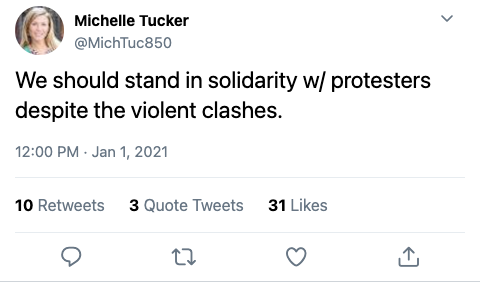 Michelle Tucker
@MichTuc850
We should stand in solidarity w/ protesters
despite the violent clashes.
12:00 PM · Jan 1, 2021
10 Retweets 3 Quote Tweets 31 Likes